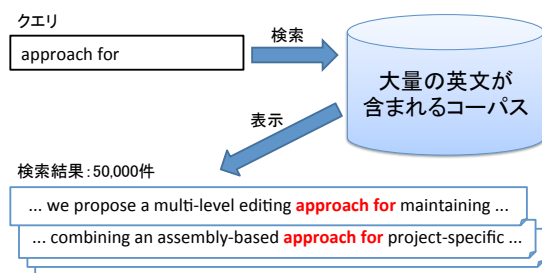 クエリ
approach for
検索
大量の英文が
含まれるコーパス
表示
検索結果：50,000件
... we propose a multi-level editing approach for maintaining ...
... combining an assembly-based approach for project-specific ...